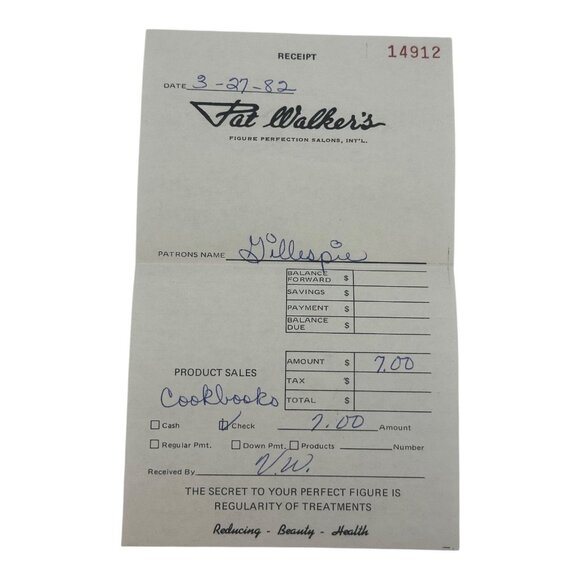 RECEIPT 14912
DATE 3-27-82
Pat Walker's
FIGURE PERFECTION SALONS, INT'L.
PATRONS NAME Gillespie
BALANCE FORWARD $
SAVINGS $
PAYMENT $
BALANCE DUE $
AMOUNT $ 7.00
PRODUCT SALES
TAX $
Cookbooks TOTAL $
Cash Check 7.00 Amount
Regular Pmt. Down Pmt. Products Number
Received By V.W.
THE SECRET TO YOUR PERFECT FIGURE IS
REGULARITY OF TREATMENTS
Reducing - Beauty - Health